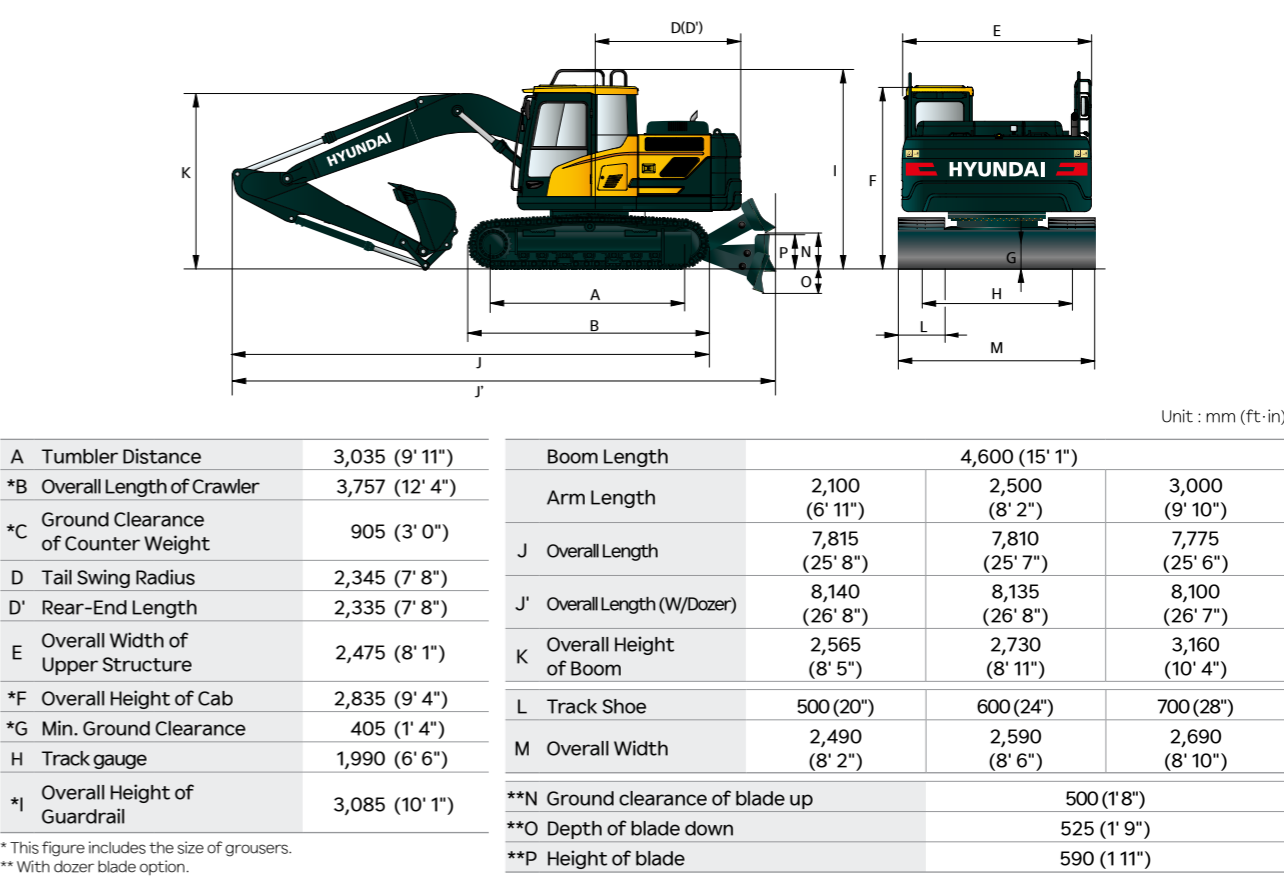 D(D')
E
K
HYUNDAI
I
F
HYUNDAI
P
N
O
G
A
H
B
L
J
M
J'
Unit : mm (ft·in)
A Tumbler Distance 3,035 (9' 11")
*B Overall Length of Crawler 3,757 (12' 4")
*C Ground Clearance
of Counter Weight 905 (3' 0")
D Tail Swing Radius 2,345 (7' 8")
D' Rear-End Length 2,335 (7' 8")
E Overall Width of
Upper Structure 2,475 (8' 1")
*F Overall Height of Cab 2,835 (9' 4")
*G Min. Ground Clearance 405 (1' 4")
H Track gauge 1,990 (6' 6")
*I Overall Height of
Guardrail 3,085 (10' 1")
* This figure includes the size of grousers.
** With dozer blade option.
Boom Length 4,600 (15' 1")
Arm Length 2,100 2,500 3,000
(6' 11") (8' 2") (9' 10")
J Overall Length 7,815 7,810 7,775
(25' 8") (25' 7") (25' 6")
J' Overall Length (W/Dozer) 8,140 8,135 8,100
(26' 8") (26' 8") (26' 7")
K Overall Height
of Boom 2,565 2,730 3,160
(8' 5") (8' 11") (10' 4")
L Track Shoe 500 (20") 600 (24") 700 (28")
M Overall Width 2,490 2,590 2,690
(8' 2") (8' 6") (8' 10")
**N Ground clearance of blade up 500 (1'8")
**O Depth of blade down 525 (1' 9")
**P Height of blade 590 (1 11")